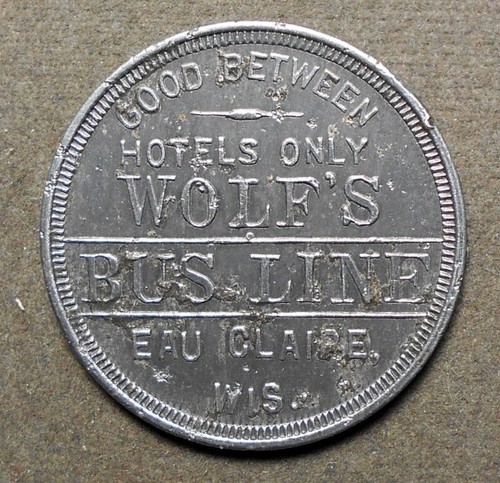 GOOD BETWEEN
HOTELS ONLY
WOLF'S
BUS LINE
EAU CLAIRE,
WIS.